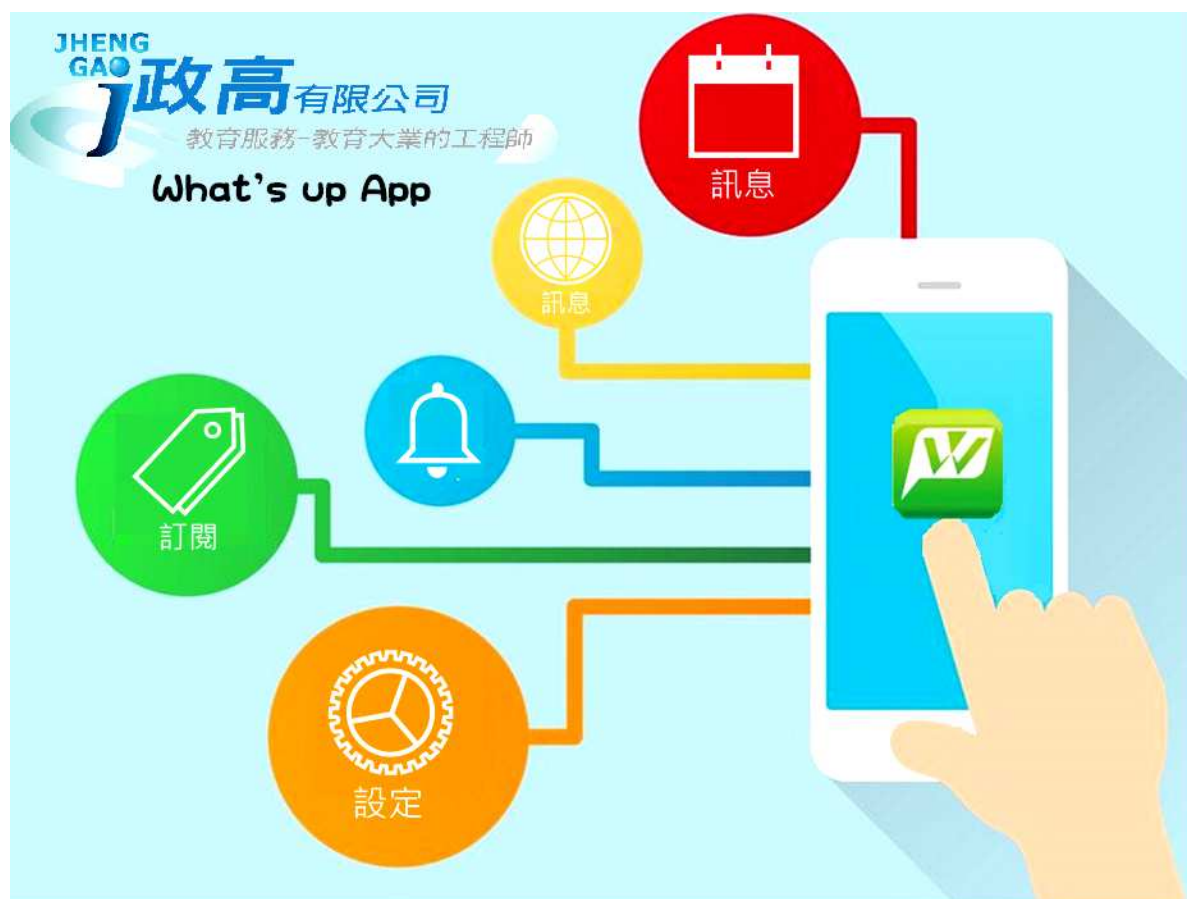 JHENG
GAO
政高有限公司
教育服務-教育大業的工程師
What's up App
訊息
訊息
訂閱
設定
W